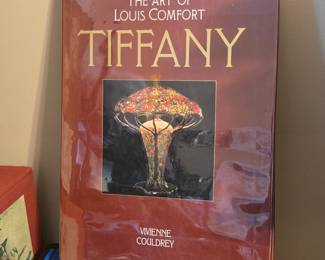 THE ART OF
LOUIS COMFORT
TIFFANY
VIVIENNE
COULDREY